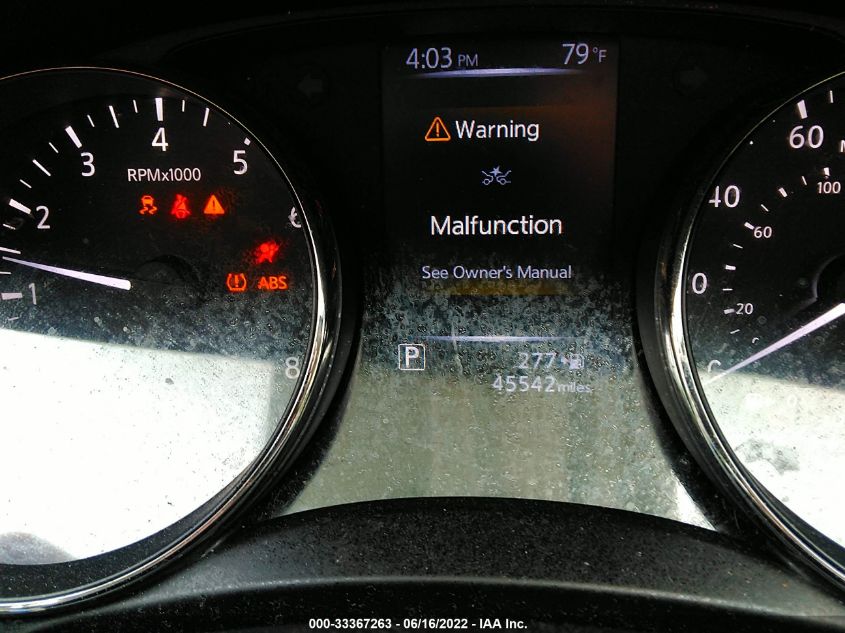 4:03 PM 79°F
Warning
Malfunction
See Owner's Manual
P
277
45542 miles
1
2
3
4
5
6
8
RPMx1000
ABS
60
40
100
60
20
000-33367263 - 06/16/2022 - IAA Inc.